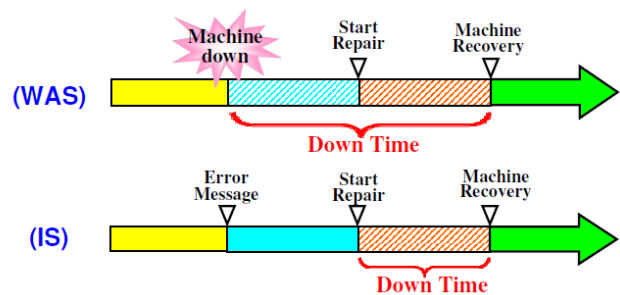 Machine
down
Start
Repair
Machine
Recovery
(WAS)
Down Time
Error
Message
Start
Repair
Machine
Recovery
(IS)
Down Time